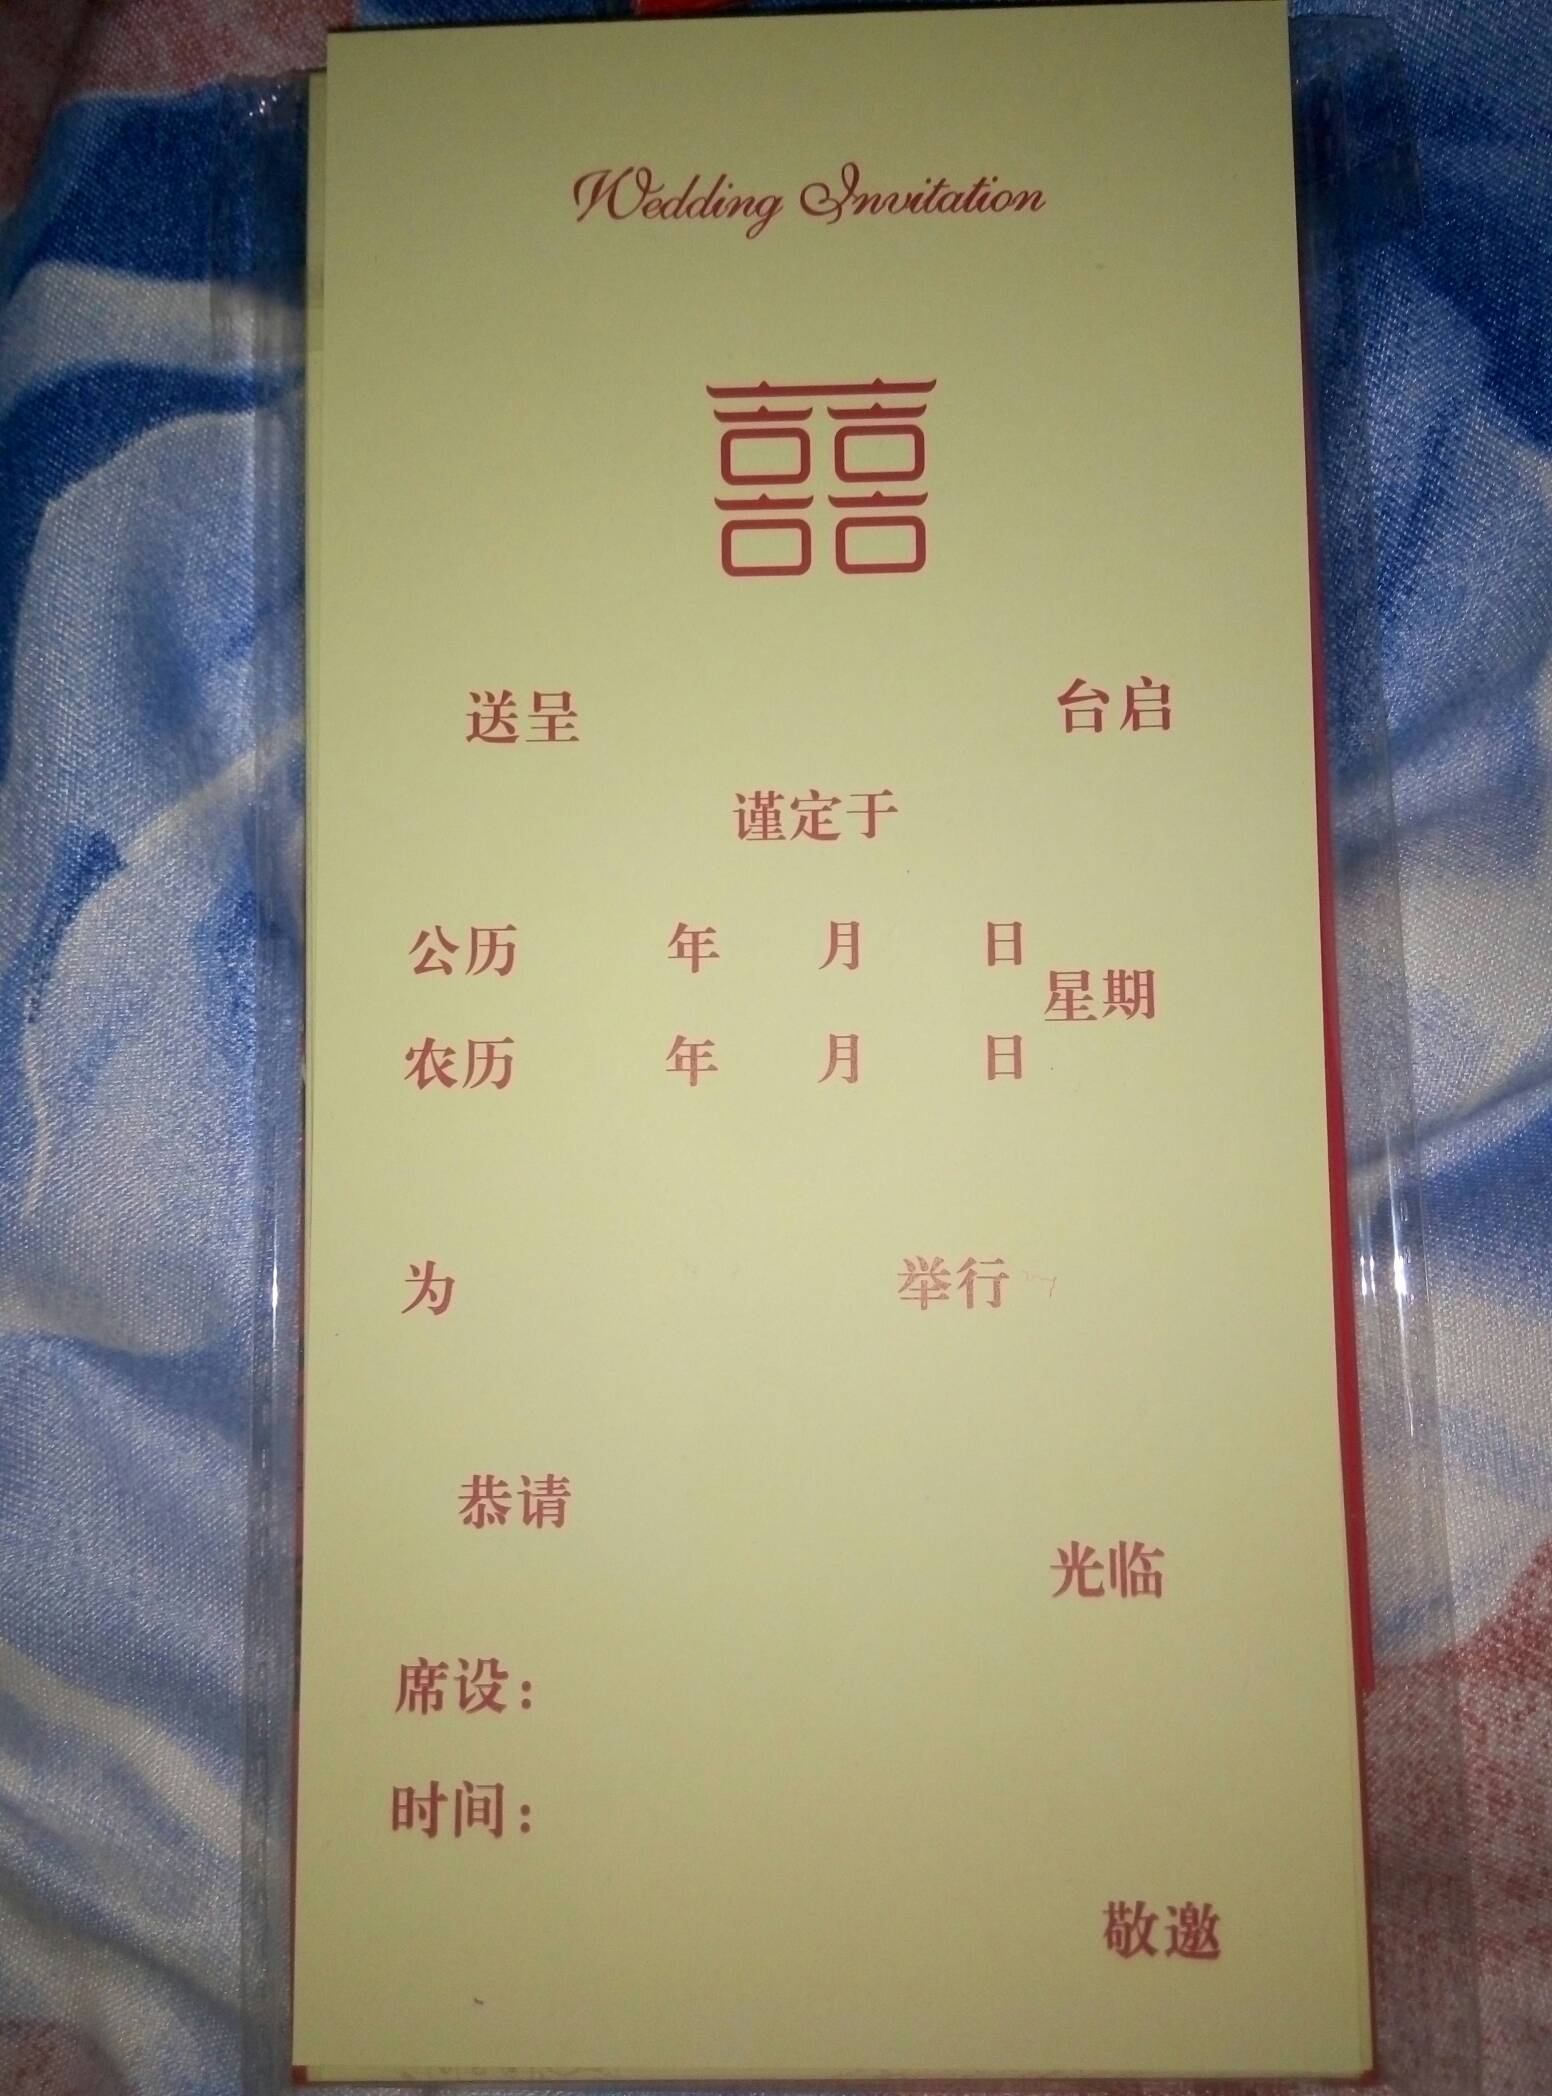 Wedding Invitation
囍
送呈 台启
谨定于
公历 年 月 日
星期
农历 年 月 日
为 举行
恭请
光临
席设：
时间：
敬邀